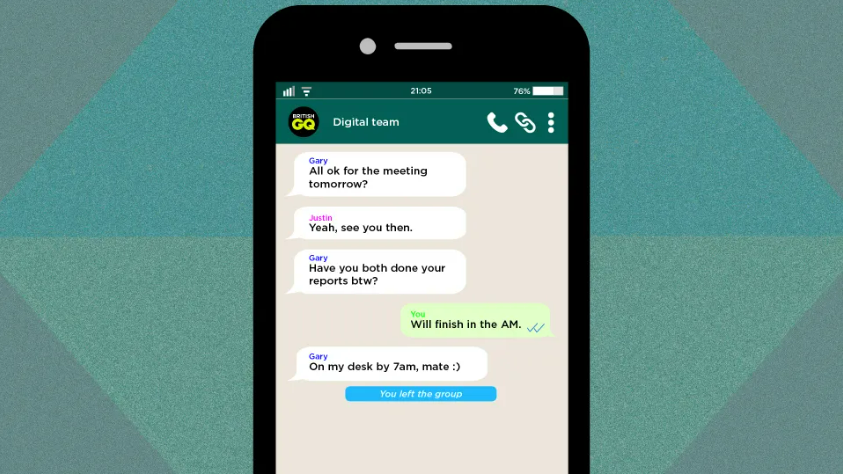 21:05
76%
BRITISH
GQ
Digital team
Gary
All ok for the meeting
tomorrow?
Justin
Yeah, see you then.
Gary
Have you both done your
reports btw?
You
Will finish in the AM.
Gary
On my desk by 7am, mate :)
You left the group